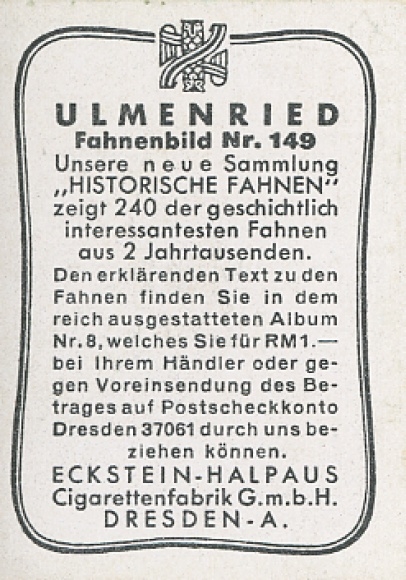 ULMENRIED
Fahnenbild Nr. 149
Unsere neue Sammlung
„HISTORISCHE FAHNEN“
zeigt 240 der geschichtlich
interessantesten Fahnen
aus 2 Jahrtausenden.
Den erklärenden Text zu den
Fahnen finden Sie in dem
reich ausgestatteten Album
Nr. 8, welches Sie für RM 1.—
bei Ihrem Händler oder ge-
gen Voreinsendung des Be-
trages auf Postscheckkonto
Dresden 37061 durch uns be-
ziehen können.
ECKSTEIN-HALPAUS
Cigarettenfabrik G.m.b.H.
DRESDEN-A.